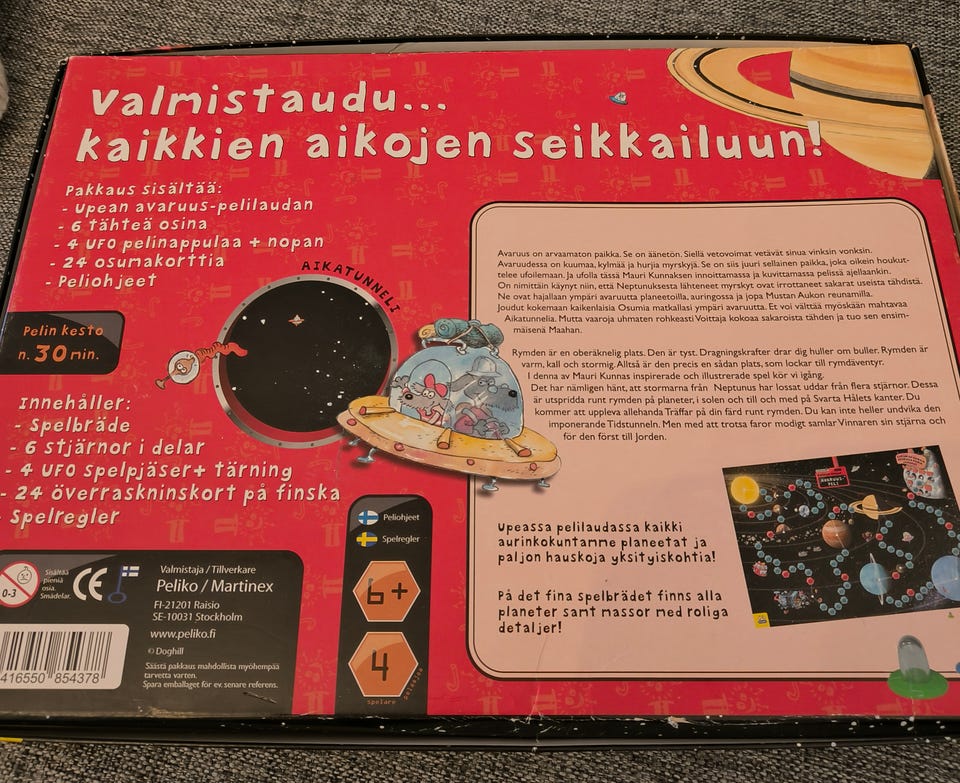 Valmistaudu...
kaikkien aikojen seikkailuun!
Pakkaus sisältää:
- Upean avaruus-pelilaudan
- 6 tähteä osina
- 4 UFO pelinappulaa + nopan
- 24 osumakorttia
- Peliohjeet
AIKATUNNELI
Pelin kesto
n. 30 min.
Innehåller:
- Spelbräde
- 6 stjärnor i delar
- 4 UFO spelpjäser+ tärning
- 24 överraskninskort på finska
- Spelregler
Avaruus on arvaamaton paikka. Se on äänetön. Siellä vetovoimat vetävät sinua vinksin vonksin.
Avaruudessa on kuumaa, kylmää ja hurja myrskyjä. Se on siis juuri sellainen paikka, joka oikein houkut-
telee ufoilemaan. Ja ufolla tässä Mauri Kunnaksen innoittamassa ja kuvittamassa pelissä ajellaankin.
On nimittäin käynyt niin, että Neptunuksesta lähteneet myrskyt ovat irrottaneet sakarat useista tähdistä.
Ne ovat hajallaan ympäri avaruutta planeetoilla, auringossa ja jopa Mustan Aukon reunamilla.
Joudut kokemaan kaikenlaisia Osumia matkallasi ympäri avaruutta. Et voi välttää myöskään mahtavaa
Aikatunnelia. Mutta vaaroja uhmaten rohkeasti Voittaja kokoaa sakaroista tähden ja tuo sen ensim-
mäisenä Maahan.
Rymden är en oberäknelig plats. Den är tyst. Dragningskrafter drar dig huller om buller. Rymden är
varm, kall och stormig. Alltså är den precis en sådan plats, som lockar till rymdäventyr.
I denna av Mauri Kunnas inspirerade och illustrerade spel kör vi igång.
Det har nämligen hänt, att stormarna från Neptunus har lossat uddar från flera stjärnor. Dessa
är utspridda runt rymden på planeter, i solen och till och med på Svarta Hålets kanter. Du
kommer att uppleva allehanda Träffar på din färd runt rymden. Du kan inte heller undvika den
imponerande Tidstunneln. Men med att trotsa faror modigt samlar Vinnaren sin stjärna och
för den först till Jorden.
Upeassa pelilaudassa kaikki
aurinkokuntamme planeetat ja
paljon hauskoja yksityiskohtia!
På det fina spelbrädet finns alla
planeter samt massor med roliga
detaljer!
AVARUUS-
PELI
Peliohjeet
Spelregler
6+
4
spelare pelaajaa
0-3
Sisältää
pieniä
osia.
Smådelar.
CE
Valmistaja / Tillverkare
Peliko / Martinex
FI-21201 Raisio
SE-10031 Stockholm
www.peliko.fi
© Doghill
Säästä pakkaus mahdollista myöhempää
tarvetta varten.
Spara emballaget för ev. senare referens.
416550 854378